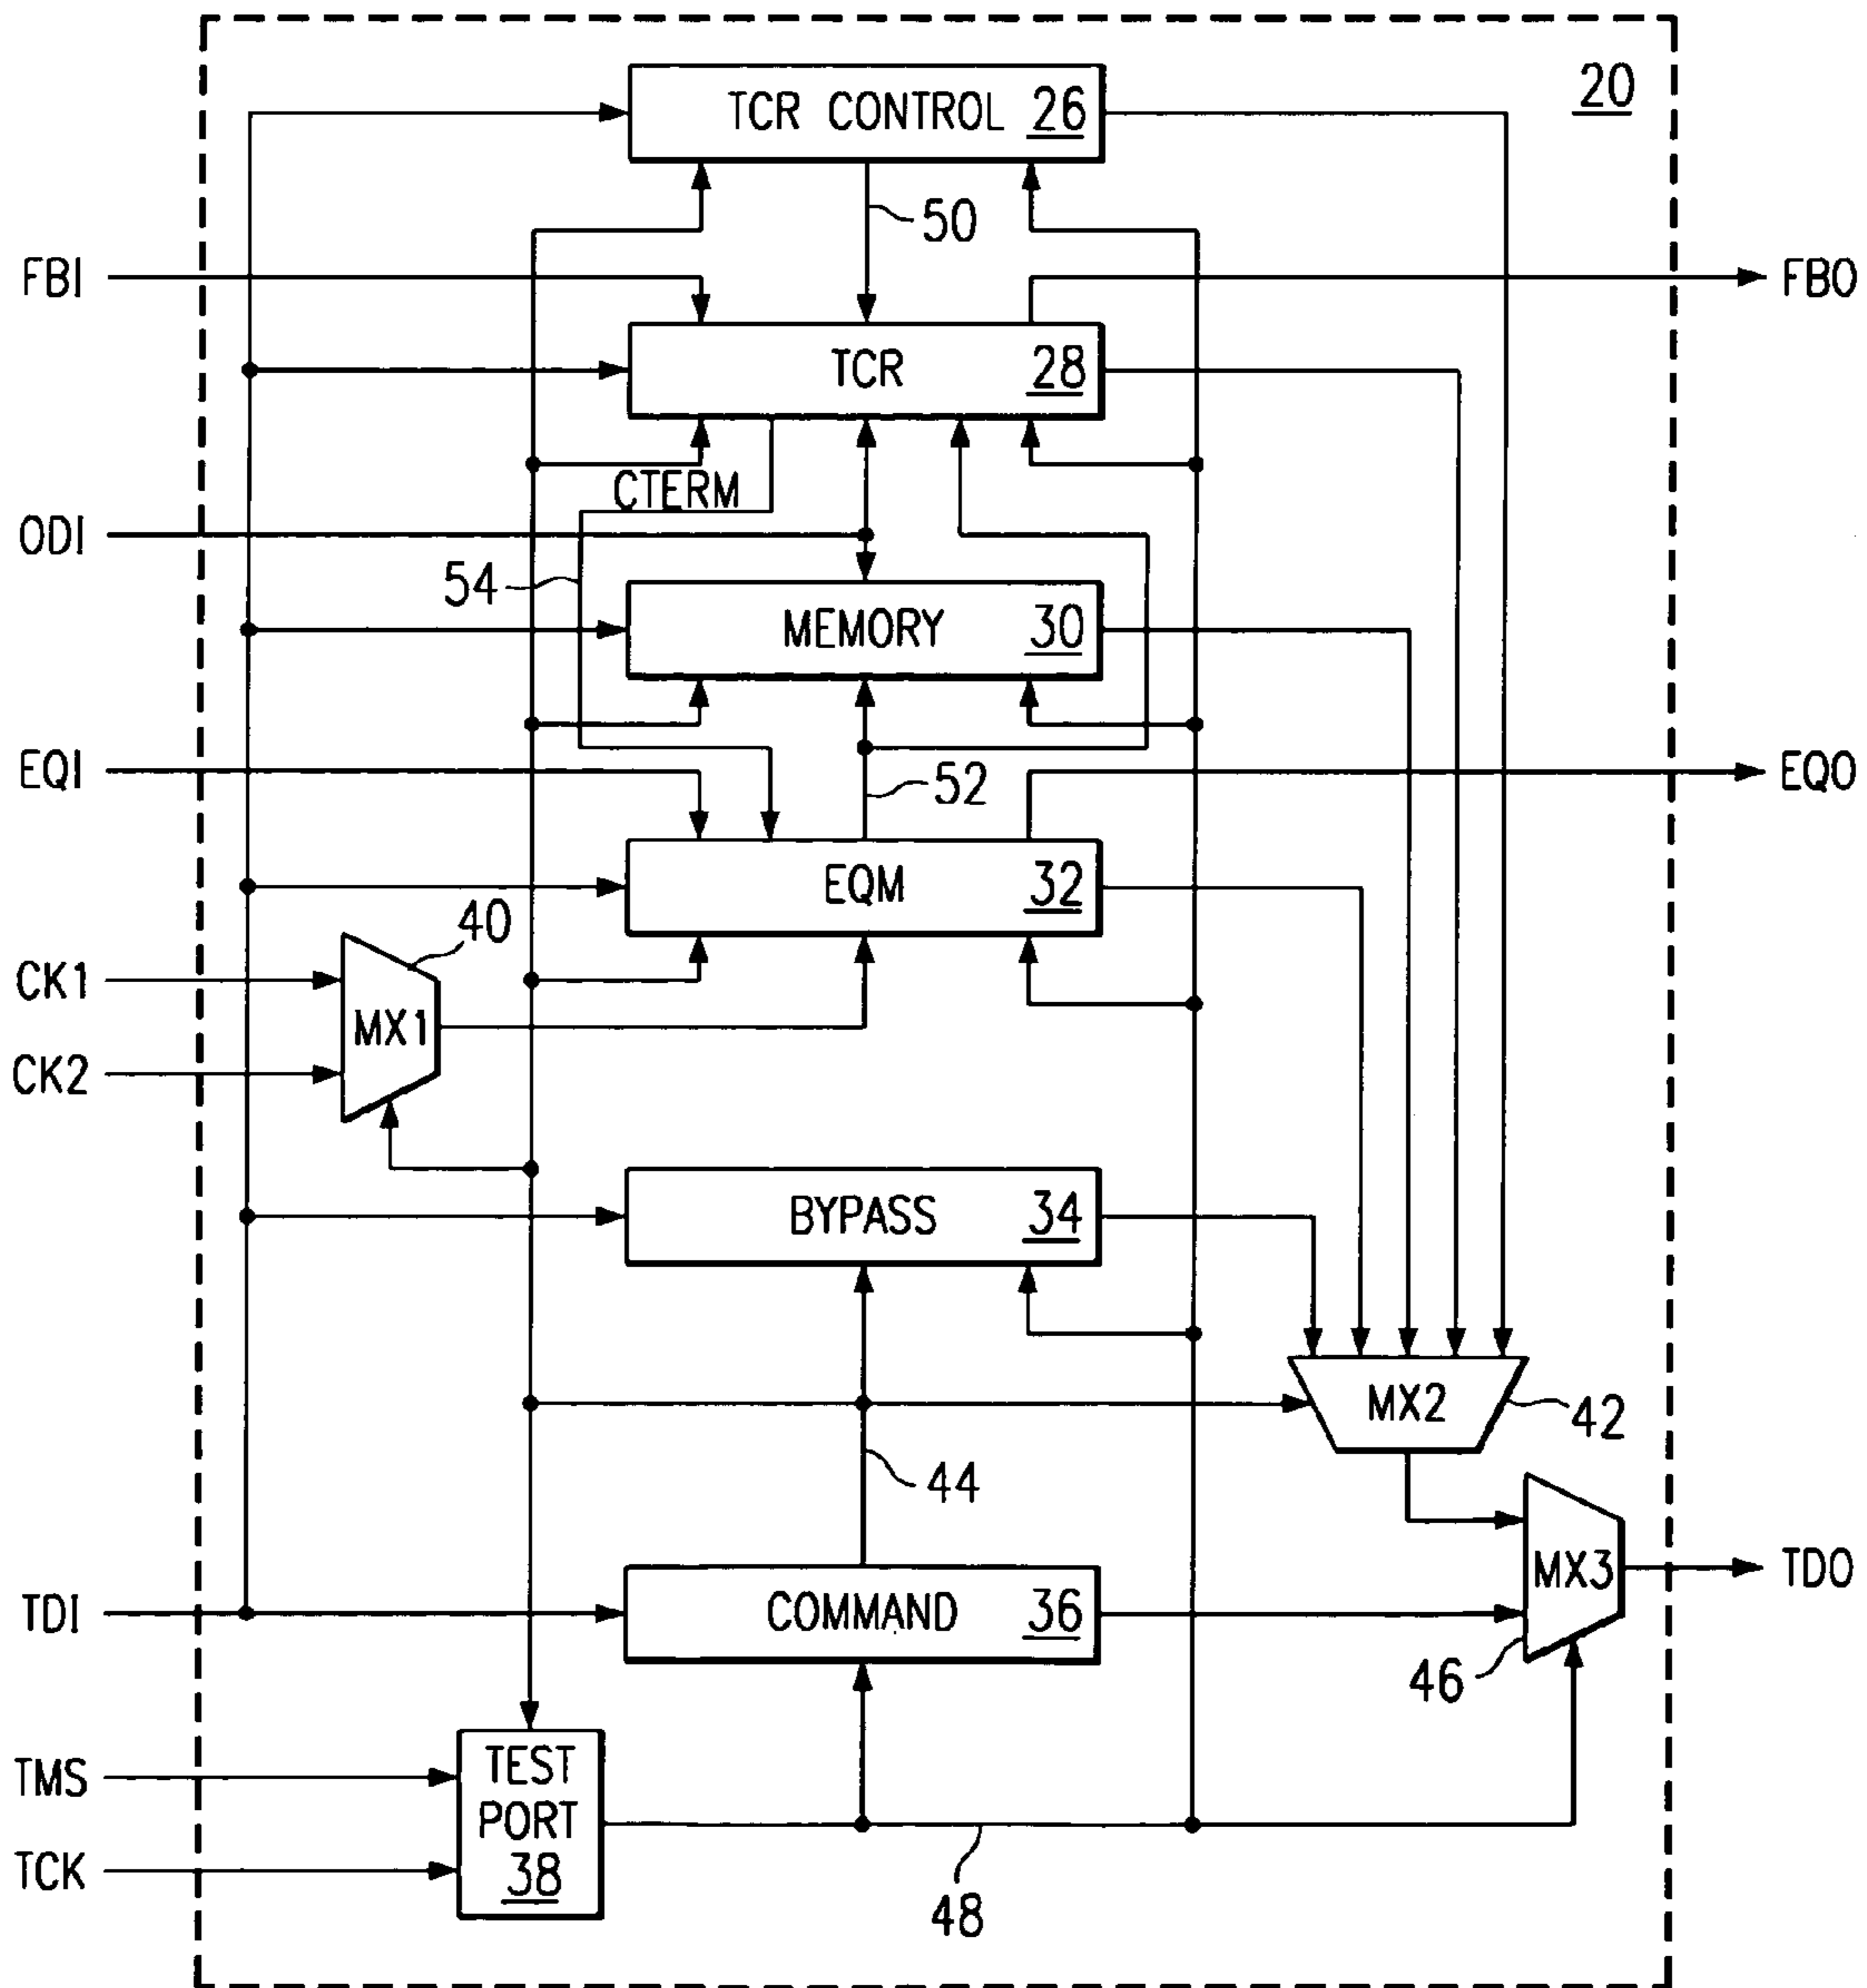 20
TCR CONTROL 26
50
FBI
FBO
TCR 28
CTERM
ODI
54
MEMORY 30
EQI
52
EQO
EQM 32
40
CK1
MX1
CK2
BYPASS 34
MX2
42
44
TDI
COMMAND 36
MX3
TDO
46
TMS
TEST
PORT
38
TCK
48